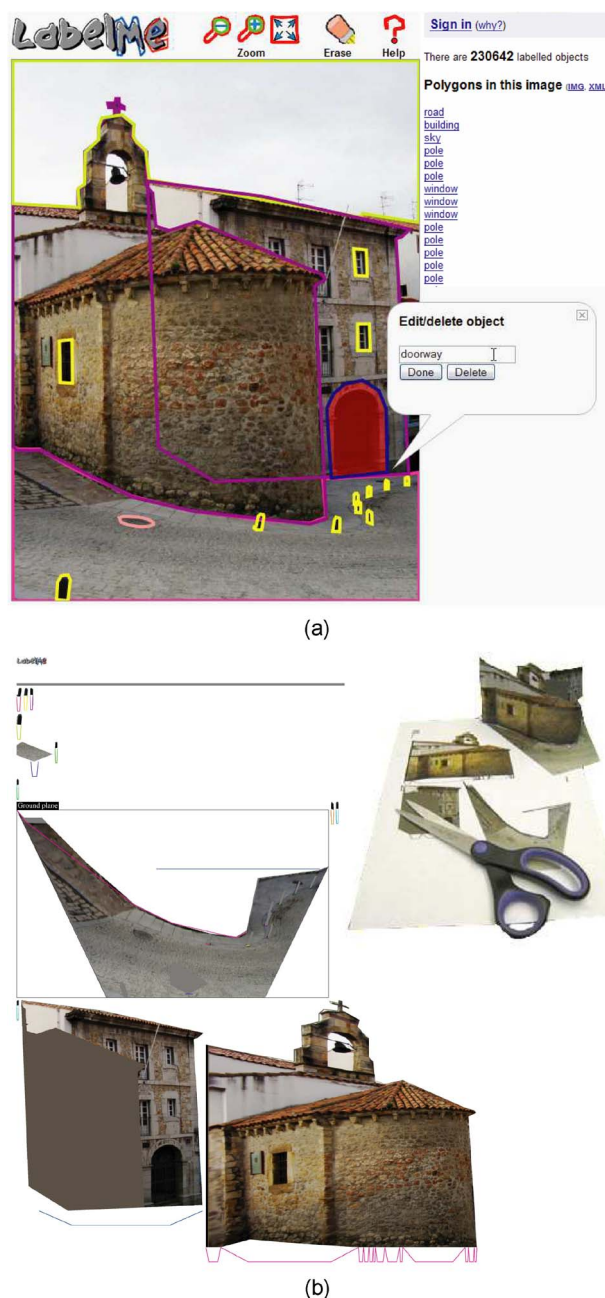 LabelMe
Zoom
Erase
Help
Sign in (why?)
There are 230642 labelled objects
Polygons in this image (IMG, XML
road
building
sky
pole
pole
pole
window
window
window
pole
pole
pole
pole
pole
Edit/delete object
doorway
Done
Delete
(a)
LabelMe
Ground plane
(b)